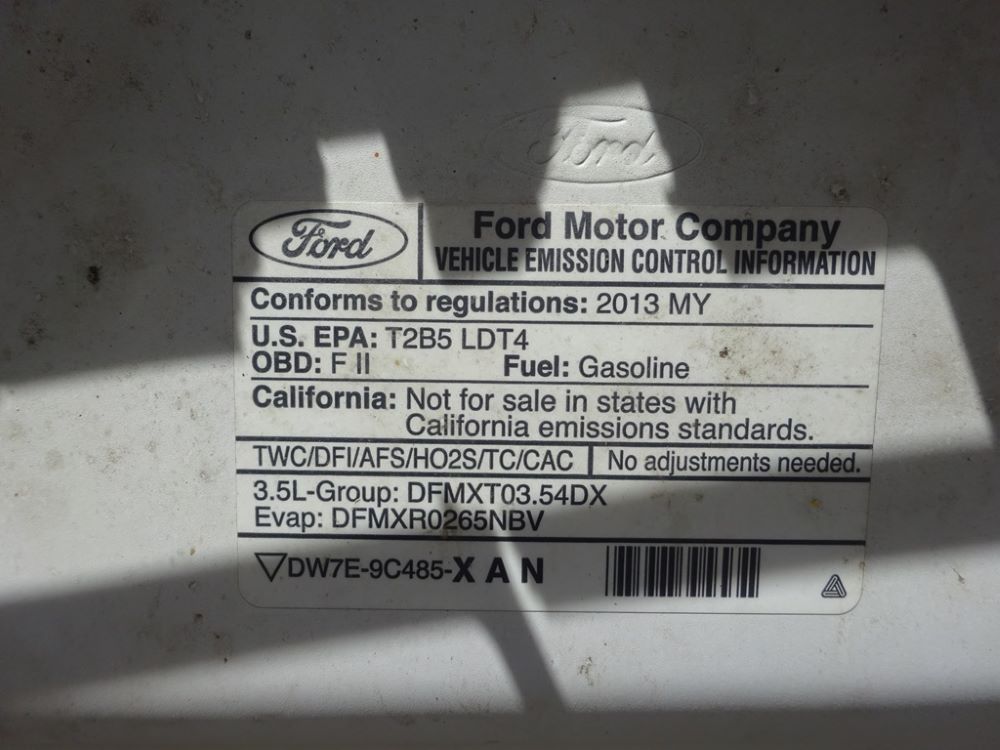 Ford
Ford
Ford Motor Company
VEHICLE EMISSION CONTROL INFORMATION
Conforms to regulations: 2013 MY
U.S. EPA: T2B5 LDT4
OBD: F II Fuel: Gasoline
California: Not for sale in states with
California emissions standards.
TWC/DFI/AFS/HO2S/TC/CAC No adjustments needed.
3.5L-Group: DFMXT03.54DX
Evap: DFMXR0265NBV
DW7E-9C485-X A N